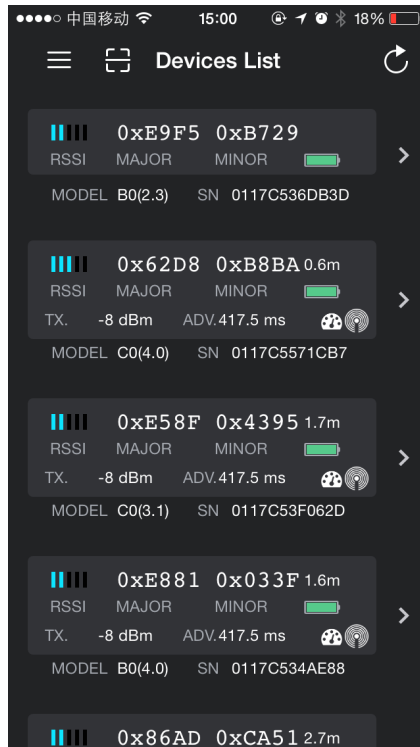 中国移动 15:00 18%
Devices List
0xE9F5 0xB729
RSSI MAJOR MINOR
MODEL B0(2.3) SN 0117C536DB3D
0x62D8 0xB8BA 0.6m
RSSI MAJOR MINOR
TX. -8 dBm ADV. 417.5 ms
MODEL C0(4.0) SN 0117C5571CB7
0xE58F 0x4395 1.7m
RSSI MAJOR MINOR
TX. -8 dBm ADV. 417.5 ms
MODEL C0(3.1) SN 0117C53F062D
0xE881 0x033F 1.6m
RSSI MAJOR MINOR
TX. -8 dBm ADV. 417.5 ms
MODEL B0(4.0) SN 0117C534AE88
0x86AD 0xCA51 2.7m